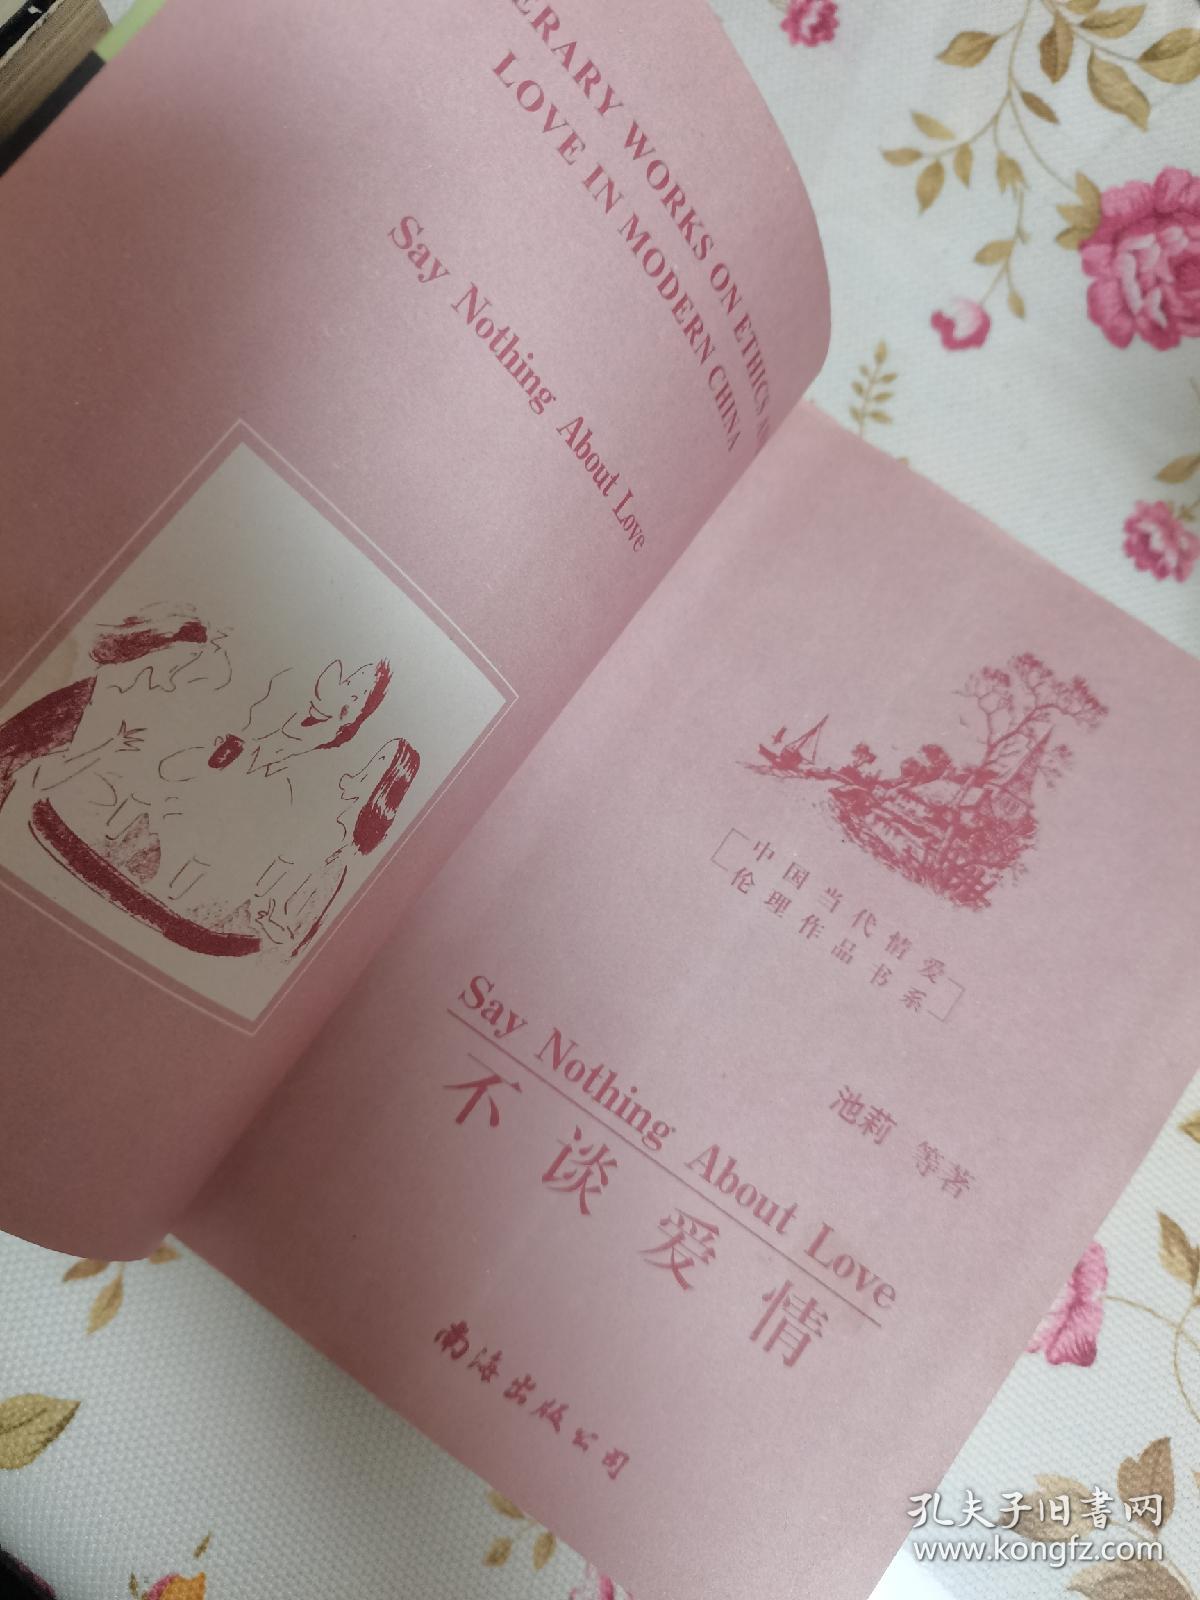 ERARY WORKS ON ETHICS
LOVE IN MODERN CHINA
Say Nothing About Love
中国当代情爱
伦理作品书系
池莉 等著
Say Nothing About Love
不谈爱情
南海出版公司
孔夫子旧书网
www.kongfz.com